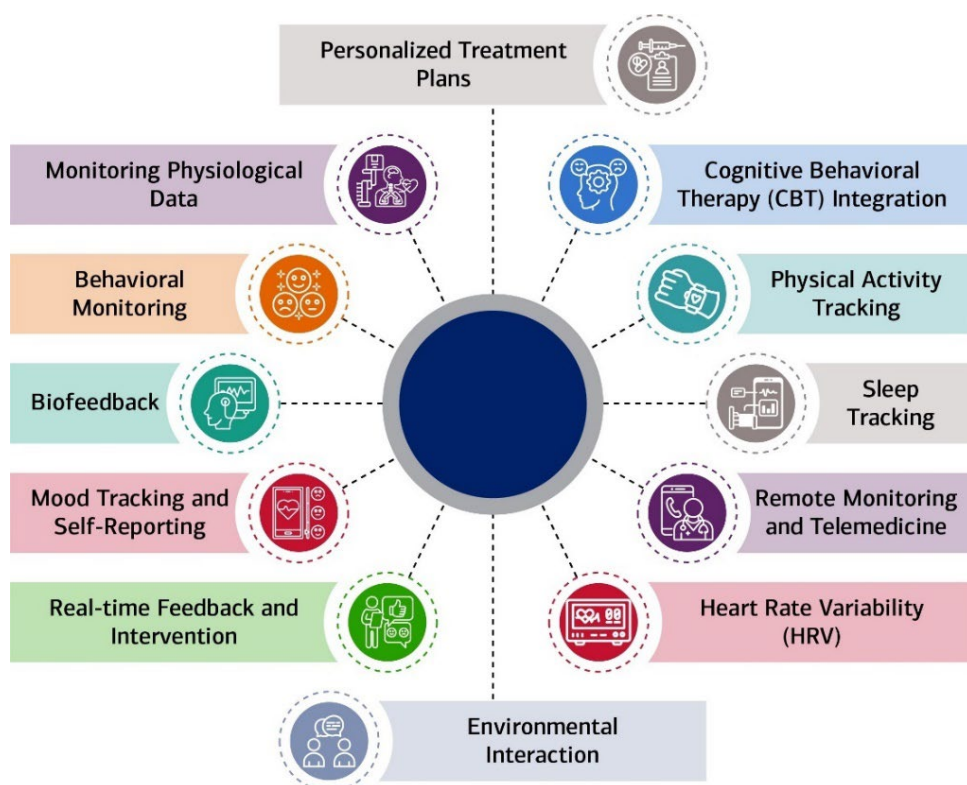 Personalized Treatment
Plans
Monitoring Physiological
Data
Cognitive Behavioral
Therapy (CBT) Integration
Behavioral
Monitoring
Physical Activity
Tracking
Biofeedback
Sleep
Tracking
Mood Tracking and
Self-Reporting
Remote Monitoring
and Telemedicine
Real-time Feedback and
Intervention
Heart Rate Variability
(HRV)
Environmental
Interaction